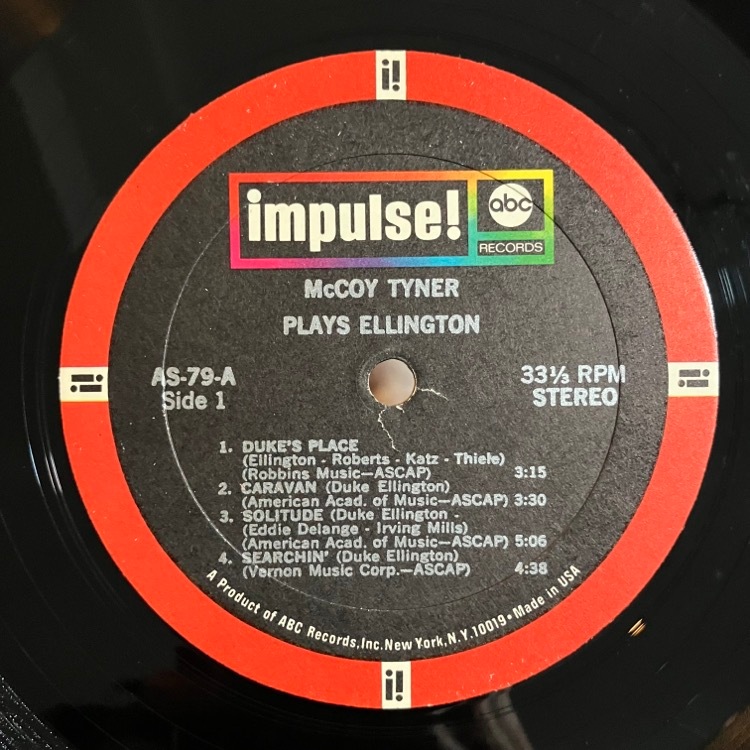 i!
impulse!
abc
RECORDS
McCOY TYNER
PLAYS ELLINGTON
AS-79-A
Side 1
33⅓ RPM
STEREO
i!
i!
1. DUKE'S PLACE
(Ellington - Roberts - Katz - Thiele)
(Robbins Music—ASCAP) 3:15
2. CARAVAN (Duke Ellington)
(American Acad. of Music—ASCAP) 3:30
3. SOLITUDE (Duke Ellington -
(Eddie Delange - Irving Mills)
(American Acad. of Music—ASCAP) 5:06
4. SEARCHIN' (Duke Ellington)
(Vernon Music Corp.—ASCAP) 4:38
A Product of ABC Records, Inc. New York, N.Y. 10019 • Made in USA
i!